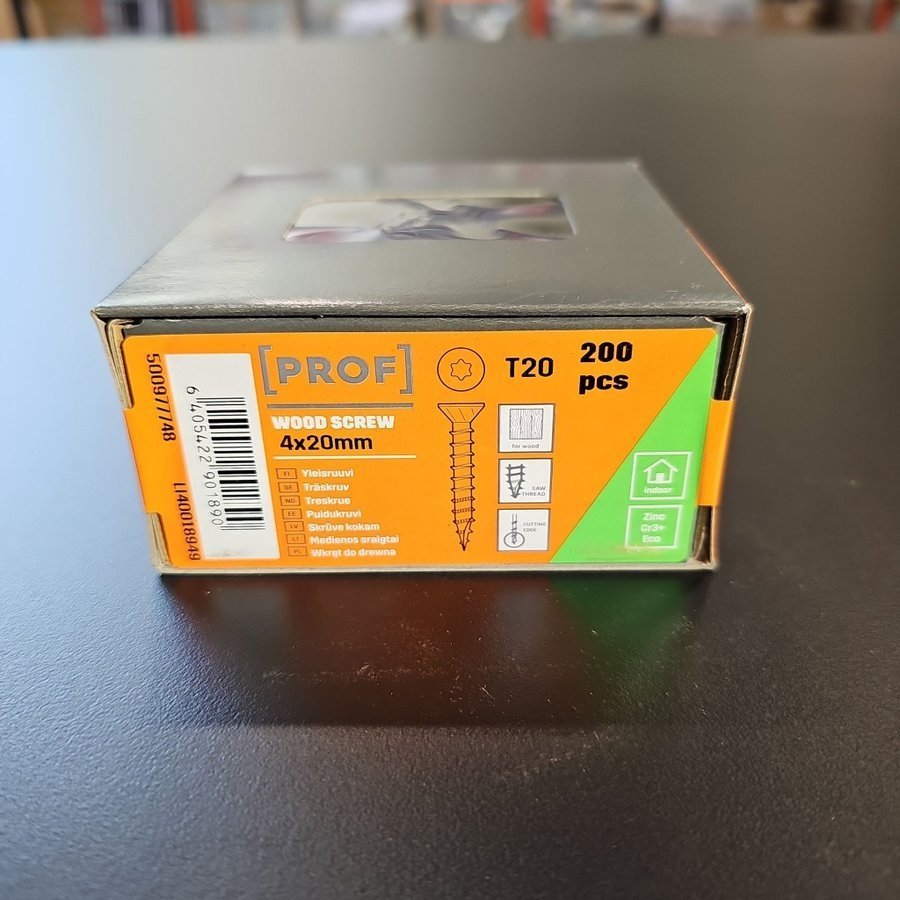 500977748
LI40018949
6 405422 901890
[PROF]
WOOD SCREW
4x20mm
FI Yleisruuvi
SE Träskruv
NO Treskrue
EE Puidukruvi
LV Skrūve kokam
LT Medienos sraigtai
PL Wkręt do drewna
T20
200
pcs
for wood
SAW
THREAD
CUTTING
EDGE
indoor
Zinc
Cr3+
Eco